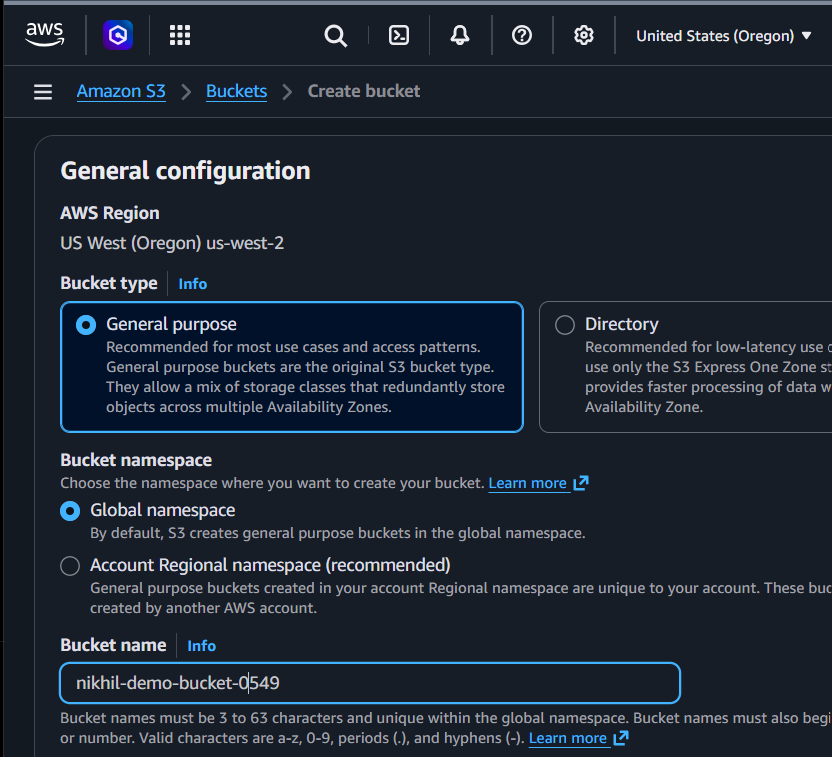 aws
United States (Oregon)
Amazon S3 > Buckets > Create bucket
General configuration
AWS Region
US West (Oregon) us-west-2
Bucket type Info
General purpose
Recommended for most use cases and access patterns.
General purpose buckets are the original S3 bucket type.
They allow a mix of storage classes that redundantly store
objects across multiple Availability Zones.
Directory
Recommended for low-latency use
use only the S3 Express One Zone
provides faster processing of data
Availability Zone.
Bucket namespace
Choose the namespace where you want to create your bucket. Learn more
Global namespace
By default, S3 creates general purpose buckets in the global namespace.
Account Regional namespace (recommended)
General purpose buckets created in your account Regional namespace are unique to your account. These
created by another AWS account.
Bucket name Info
nikhil-demo-bucket-0549
Bucket names must be 3 to 63 characters and unique within the global namespace. Bucket names must also
or number. Valid characters are a-z, 0-9, periods (.), and hyphens (-). Learn more